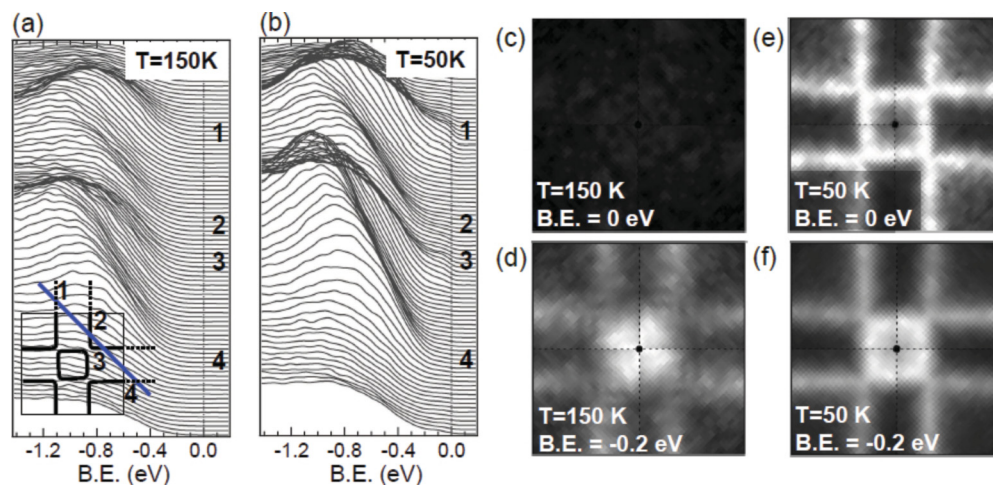 (a)
T=150K
1
2
3
4
1
2
3
4
-1.2 -0.8 -0.4 0.0
B.E. (eV)
(b)
T=50K
1
2
3
4
-1.2 -0.8 -0.4 0.0
B.E. (eV)
(c)
T=150 K
B.E. = 0 eV
(d)
T=150 K
B.E. = -0.2 eV
(e)
T=50 K
B.E. = 0 eV
(f)
T=50 K
B.E. = -0.2 eV